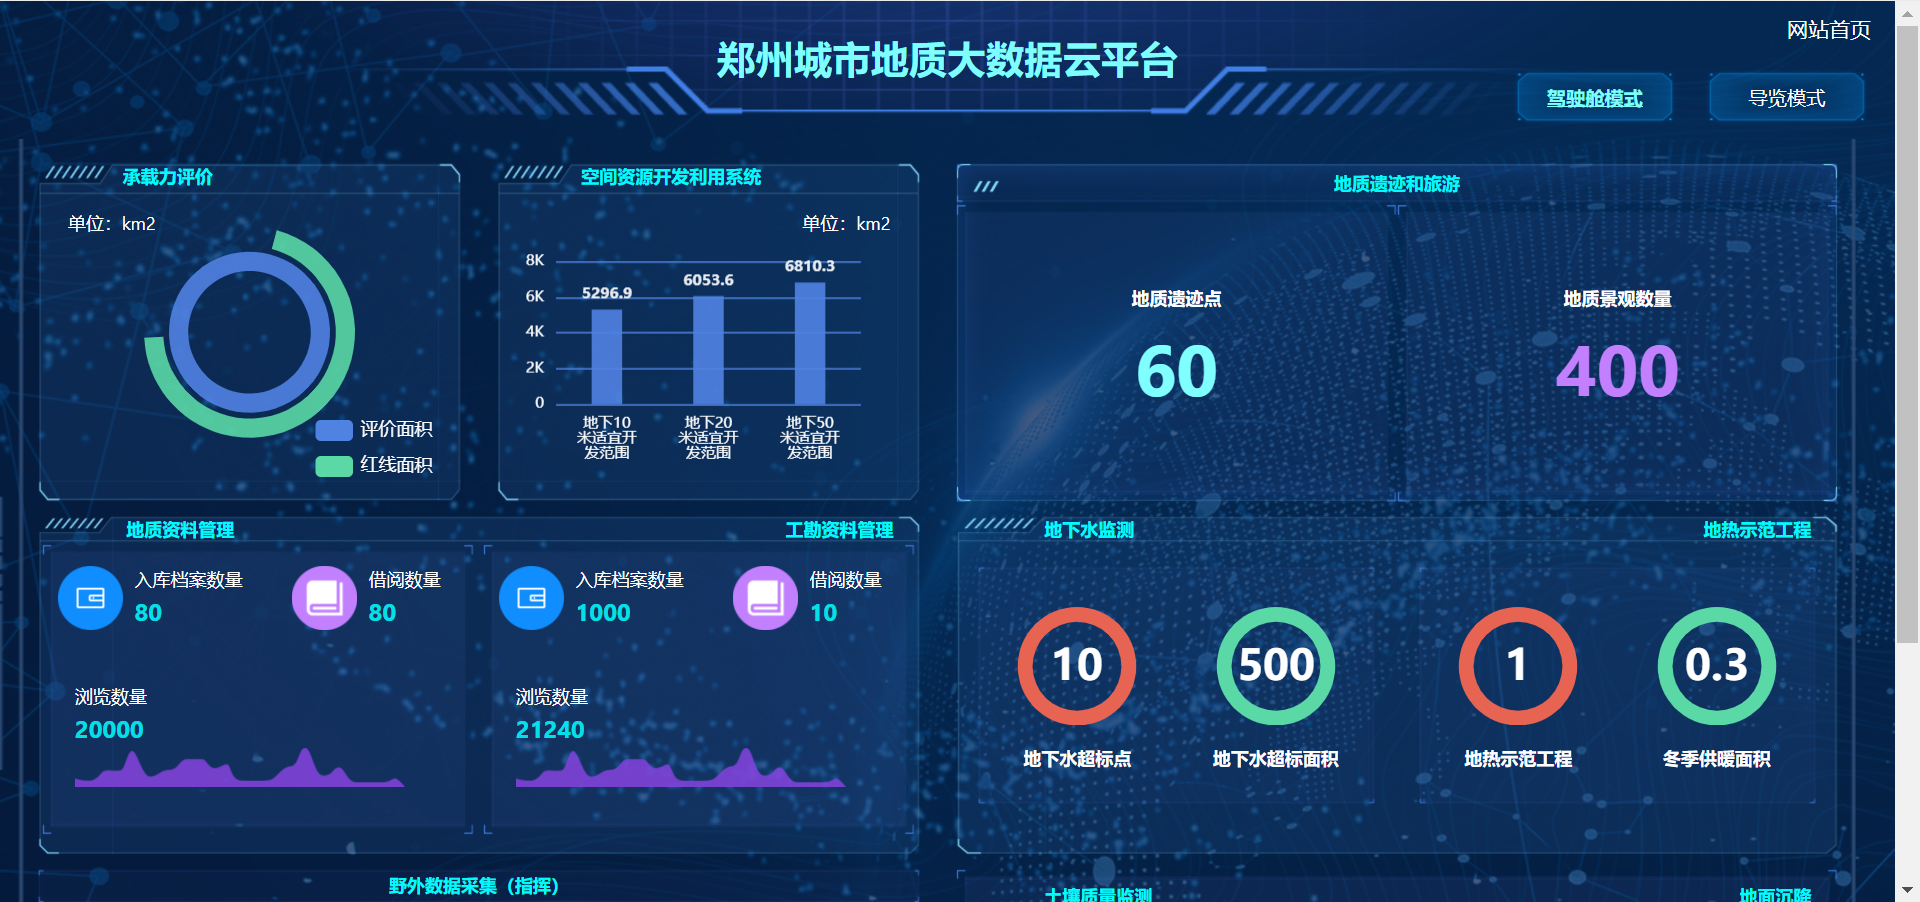 网站首页
郑州城市地质大数据云平台
驾驶舱模式
导览模式
承载力评价
单位：km2
评价面积
红线面积
空间资源开发利用系统
单位：km2
8K
6K
4K
2K
0
5296.9
6053.6
6810.3
地下10
米适宜开
发范围
地下20
米适宜开
发范围
地下50
米适宜开
发范围
地质遗迹和旅游
地质遗迹点
60
地质景观数量
400
地质资料管理
工勘资料管理
入库档案数量
80
借阅数量
80
浏览数量
20000
入库档案数量
1000
借阅数量
10
浏览数量
21240
地下水监测
地热示范工程
10
地下水超标点
500
地下水超标面积
1
地热示范工程
0.3
冬季供暖面积
野外数据采集（指挥）
土壤质量监测
地面沉降